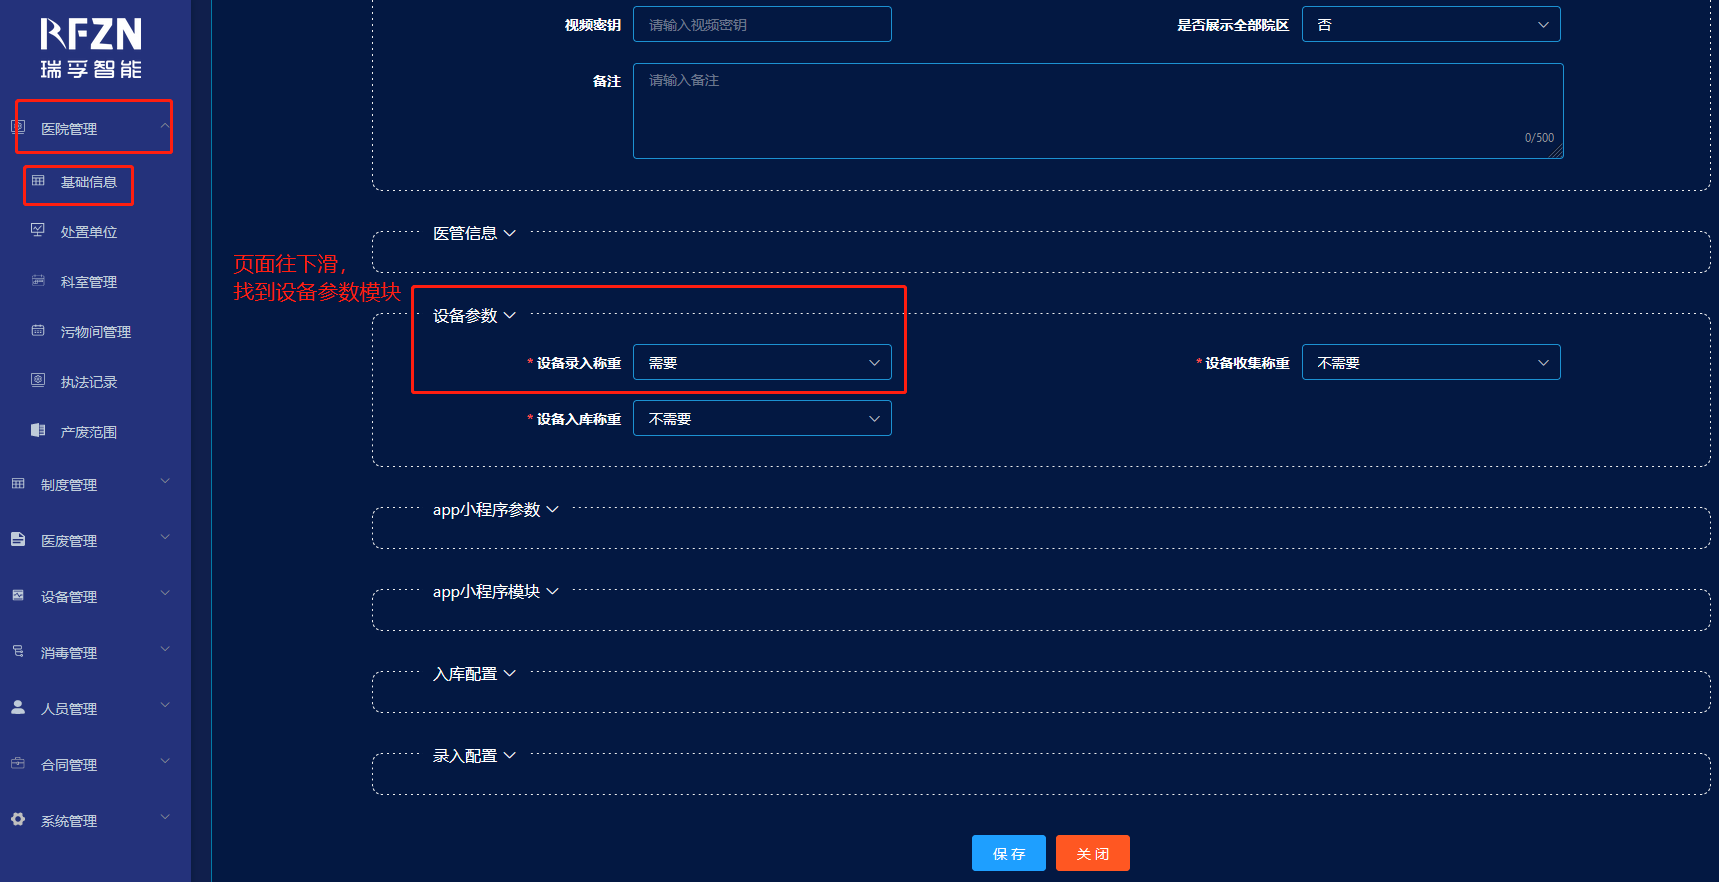 RFZN
瑞孚智能
医院管理
基础信息
处置单位
科室管理
污物间管理
执法记录
产废范围
制度管理
医废管理
设备管理
消毒管理
人员管理
合同管理
系统管理
视频密钥 请输入视频密钥 是否展示全部院区 否
备注 请输入备注
0/500
医管信息
页面往下滑，
找到设备参数模块
设备参数
*设备录入称重 需要 *设备收集称重 不需要
*设备入库称重 不需要
app小程序参数
app小程序模块
入库配置
录入配置
保存 关闭